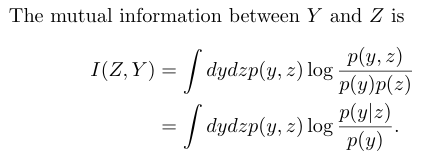 The mutual information between Y and Z is
I(Z, Y) = ∫ dydzp(y, z) log p(y, z) / p(y)p(z)
= ∫ dydzp(y, z) log p(y|z) / p(y) .